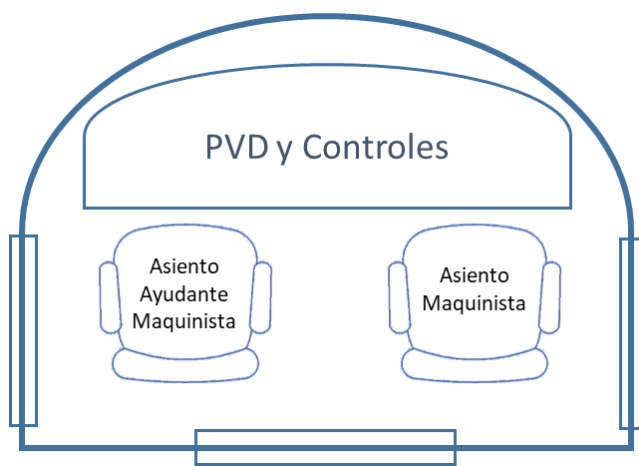 PVD y Controles
Asiento
Ayudante
Maquinista
Asiento
Maquinista